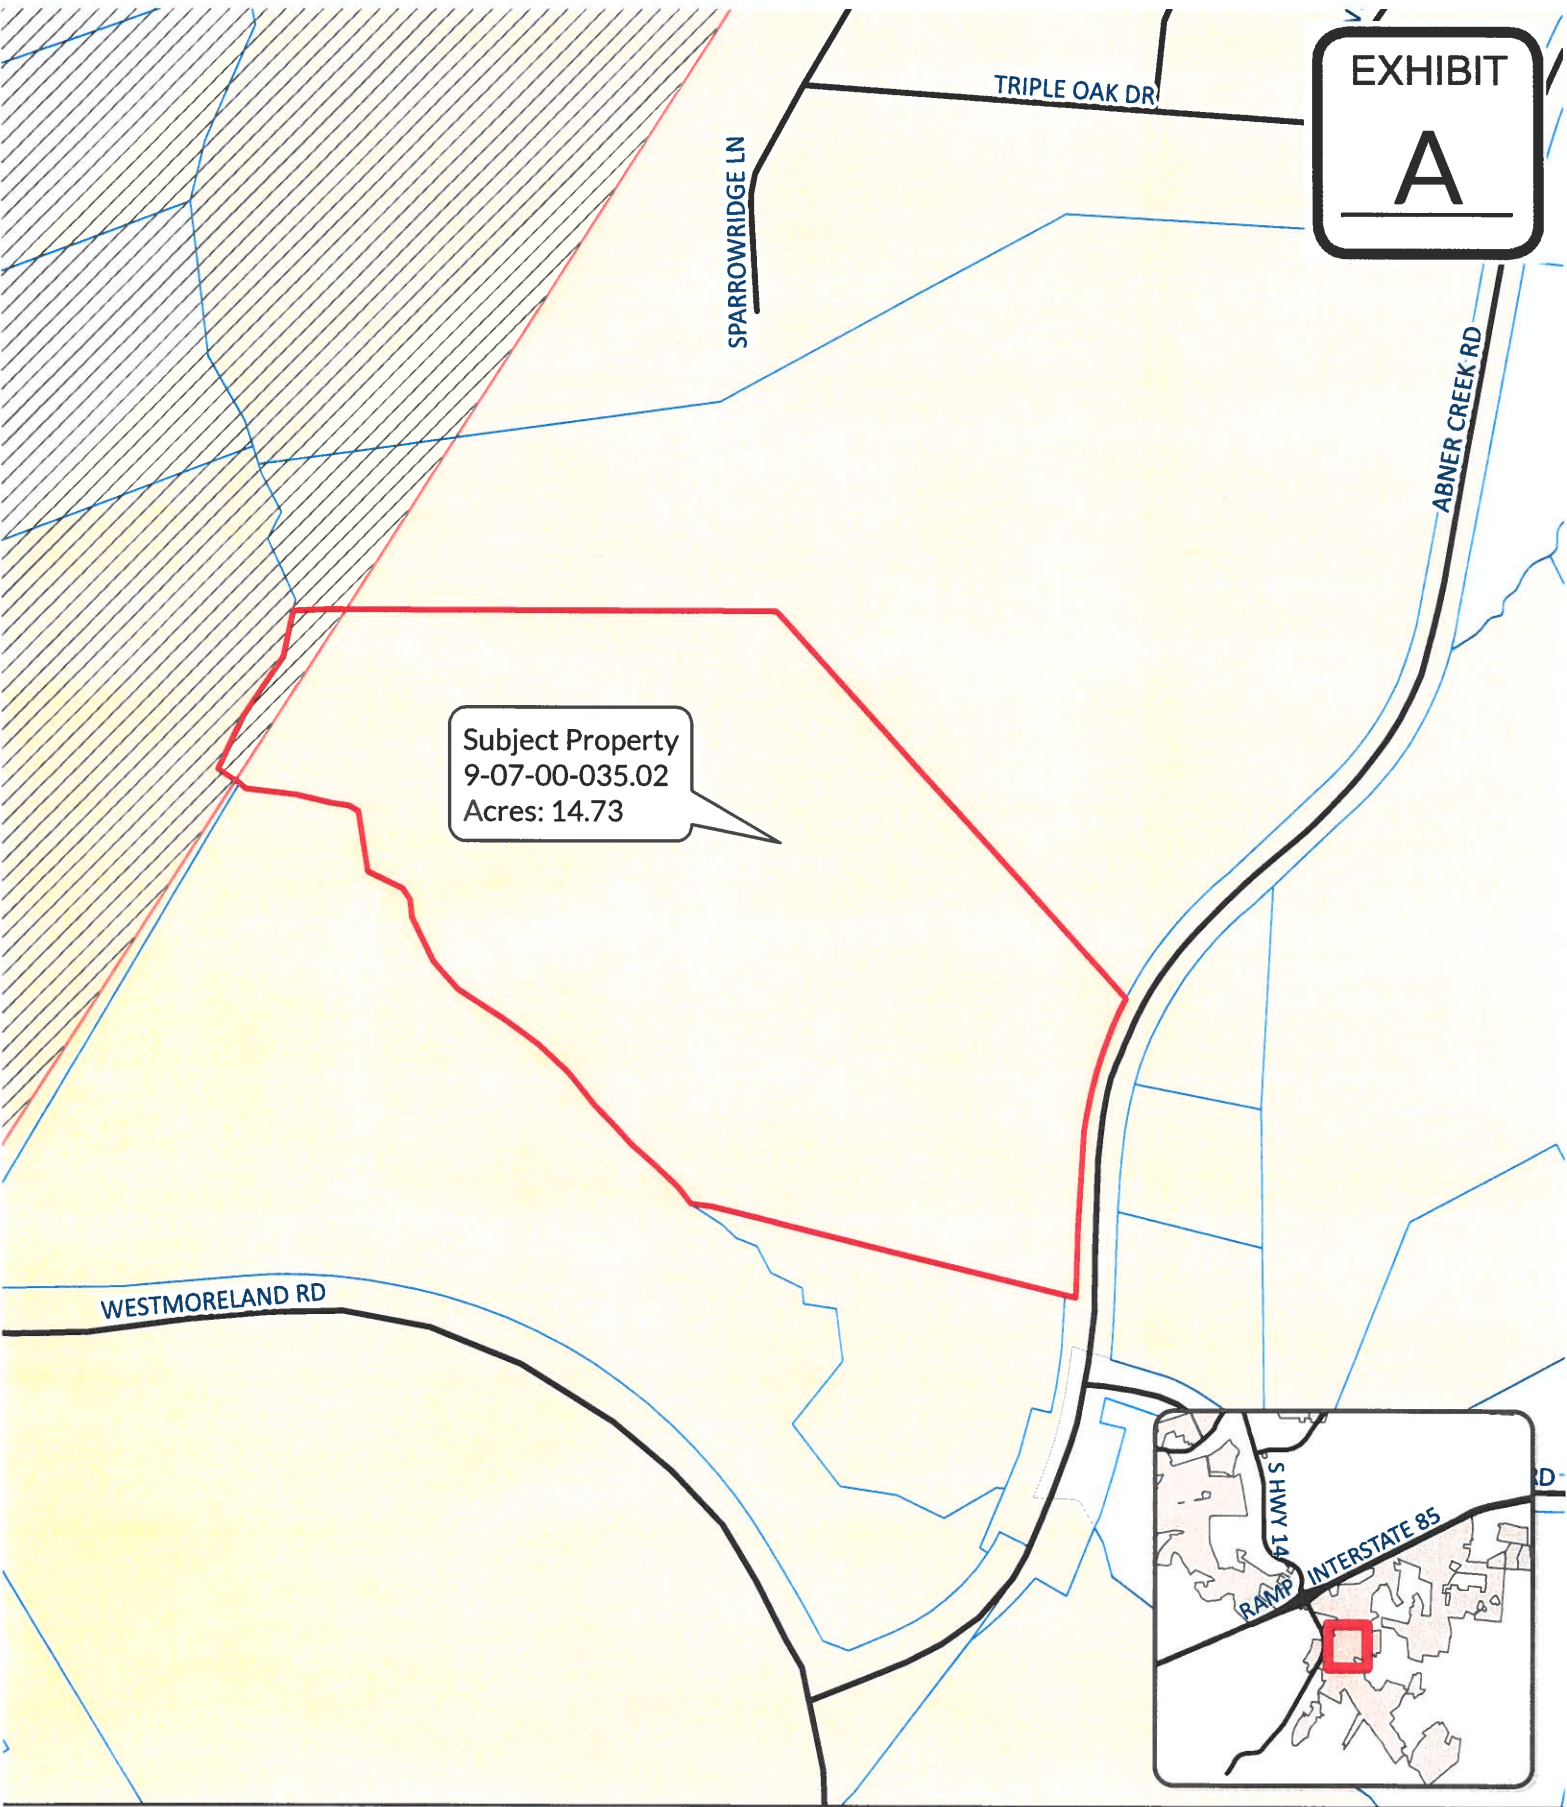 EXHIBIT
A
TRIPLE OAK DR
SPARROWRIDGE LN
ABNER CREEK RD
Subject Property
9-07-00-035.02
Acres: 14.73
WESTMORELAND RD
S HWY 14
INTERSTATE 85
RAMP
RD